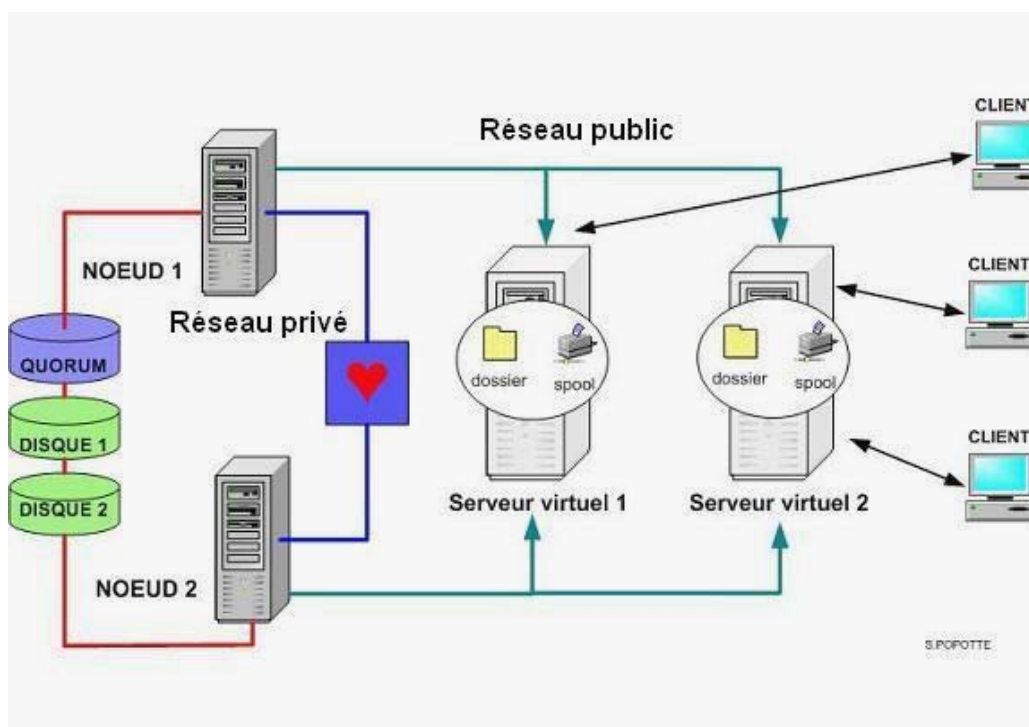 CLIENT
Réseau public
NOEUD 1
CLIENT
Réseau privé
QUORUM
dossier
spool
dossier
spool
DISQUE 1
CLIENT
DISQUE 2
Serveur virtuel 1
Serveur virtuel 2
NOEUD 2
S.POPOTTE